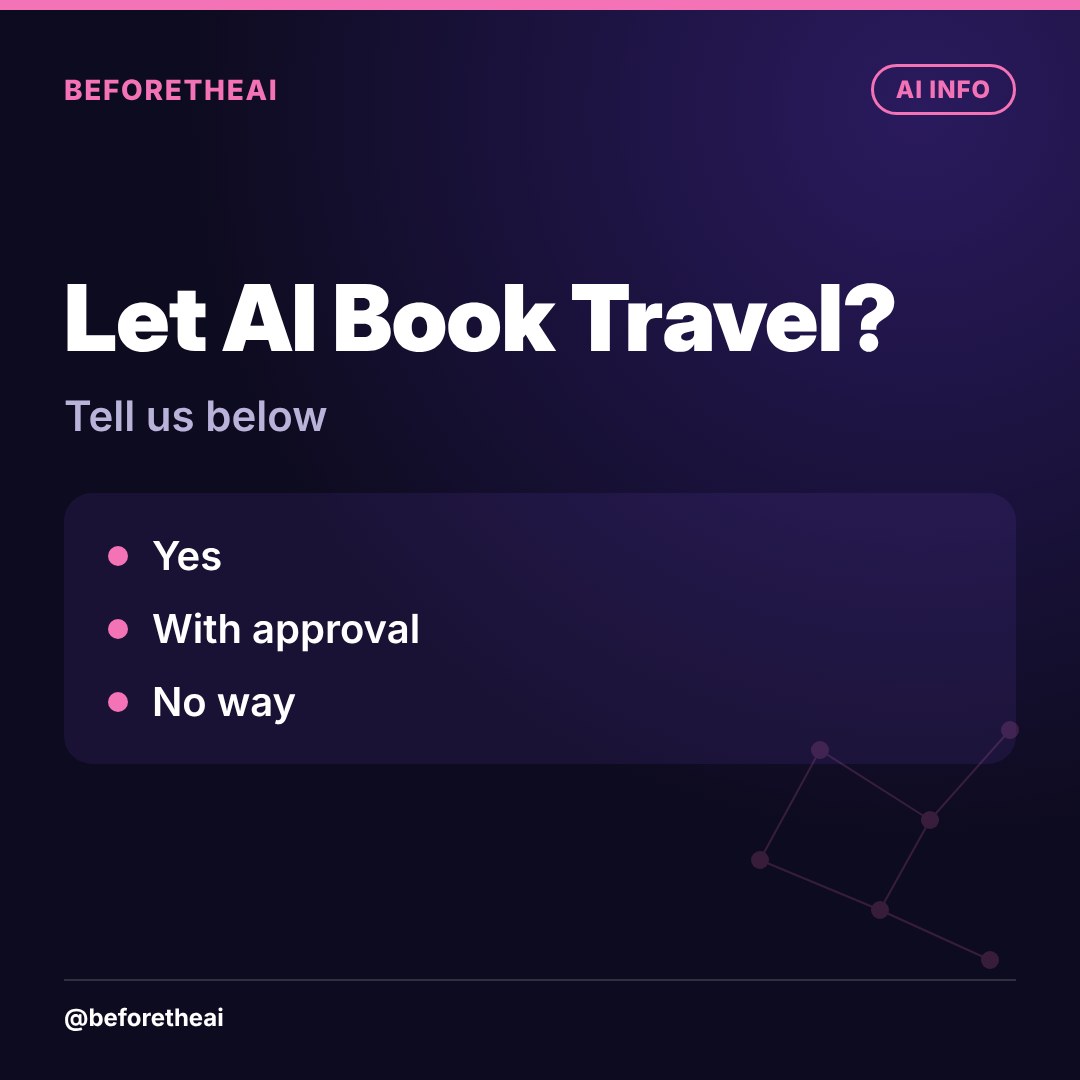 BEFORETHEAI
AI INFO
Let AI Book Travel?
Tell us below
Yes
With approval
No way
@beforetheai